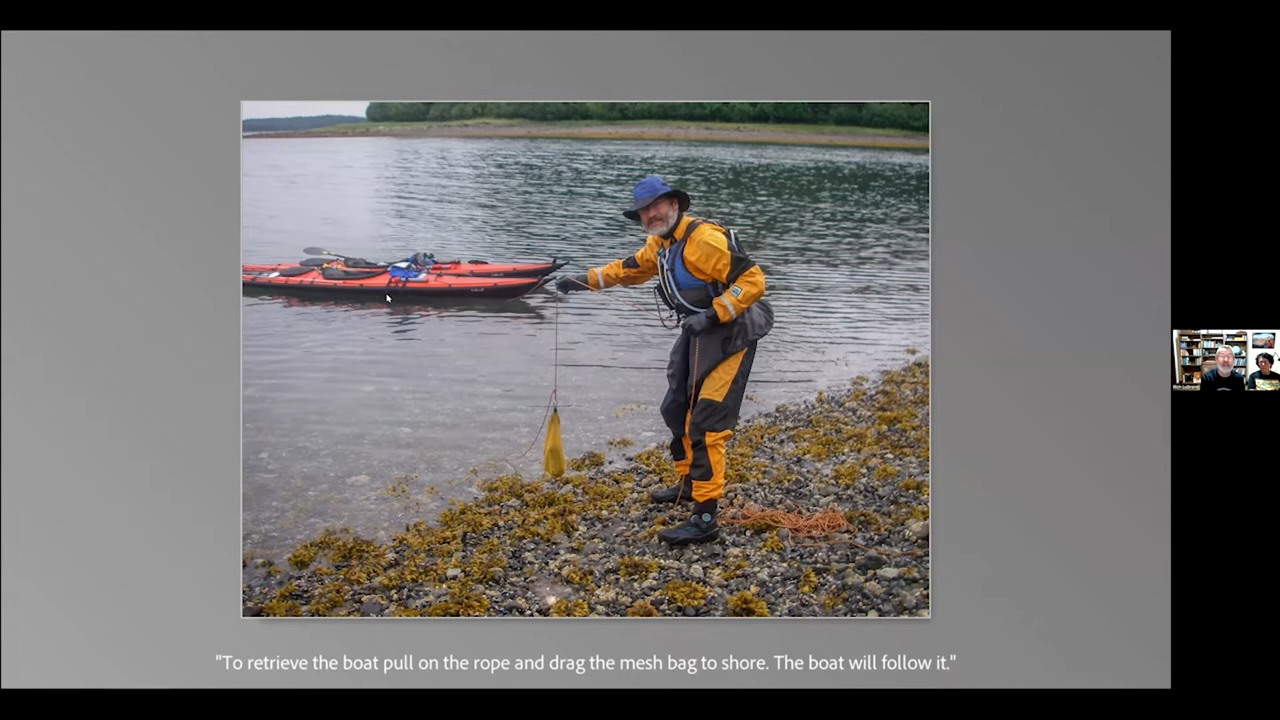 "To retrieve the boat pull on the rope and drag the mesh bag to shore. The boat will follow it."